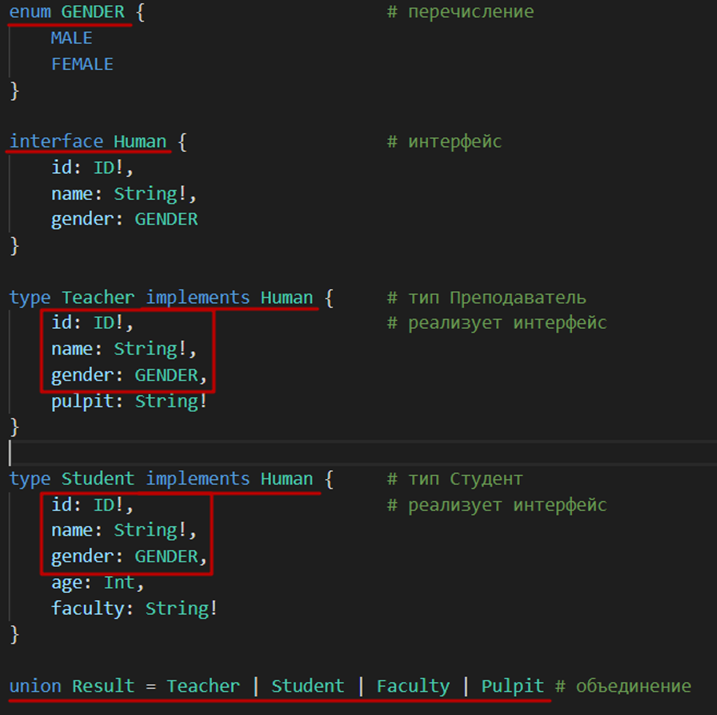 enum GENDER { # перечисление
MALE
FEMALE
}
interface Human { # интерфейс
id: ID!,
name: String!,
gender: GENDER
}
type Teacher implements Human { # тип Преподаватель
id: ID!, # реализует интерфейс
name: String!,
gender: GENDER,
pulpit: String!
}
type Student implements Human { # тип Студент
id: ID!, # реализует интерфейс
name: String!,
gender: GENDER,
age: Int,
faculty: String!
}
union Result = Teacher | Student | Faculty | Pulpit # объединение